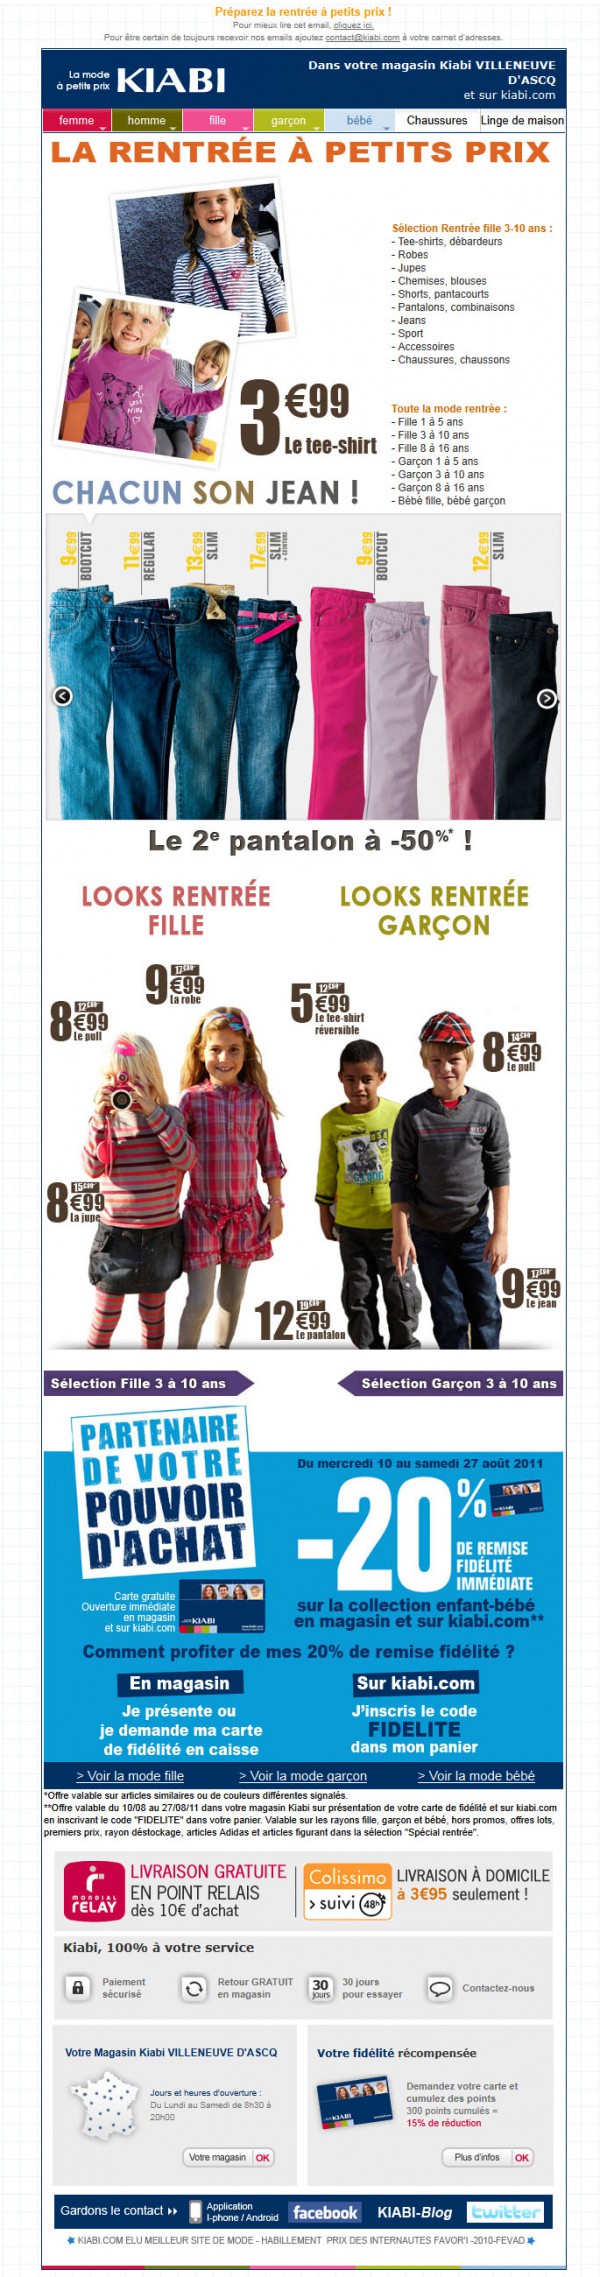 Préparez la rentrée à petits prix !
Pour mieux lire cet email, cliquez ici.
Pour être certain de toujours recevoir nos emails ajoutez contact@kiabi.com à votre carnet d'adresses.
La mode
à petits prix
KIABI
Dans votre magasin Kiabi VILLENEUVE
D'ASCQ
et sur kiabi.com
femme homme fille garçon bébé Chaussures Linge de maison
LA RENTRÉE À PETITS PRIX
Sélection Rentrée fille 3-10 ans :
- Tee-shirts, débardeurs
- Robes
- Jupes
- Chemises, blouses
- Shorts, pantacourts
- Pantalons, combinaisons
- Jeans
- Sport
- Accessoires
- Chaussures, chaussons
3€99
Le tee-shirt
Toute la mode rentrée :
- Fille 1 à 5 ans
- Fille 3 à 10 ans
- Fille 8 à 16 ans
- Garçon 1 à 5 ans
- Garçon 3 à 10 ans
- Garçon 8 à 16 ans
- Bébé fille, bébé garçon
CHACUN SON JEAN !
9€99 BOOTCUT
11€99 REGULAR
13€99 SLIM
17€99 SLIM + CEINTURE
9€99 BOOTCUT
12€99 SLIM
Le 2e pantalon à -50%* !
LOOKS RENTRÉE
FILLE
LOOKS RENTRÉE
GARÇON
9€99
La robe
8€99
Le pull
5€99
Le tee-shirt
réversible
8€99
Le pull
8€99
La jupe
9€99
Le jean
12€99
Le pantalon
Sélection Fille 3 à 10 ans
Sélection Garçon 3 à 10 ans
PARTENAIRE
DE VOTRE
POUVOIR
D'ACHAT
Du mercredi 10 au samedi 27 août 2011
-20%
DE REMISE
FIDÉLITÉ
IMMÉDIATE
Carte gratuite
Ouverture immédiate
en magasin
et sur kiabi.com
KIABI
sur la collection enfant-bébé
en magasin et sur kiabi.com**
Comment profiter de mes 20% de remise fidélité ?
En magasin
Je présente ou
je demande ma carte
de fidélité en caisse
Sur kiabi.com
J'inscris le code
FIDELITE
dans mon panier
> Voir la mode fille
> Voir la mode garçon
> Voir la mode bébé
*Offre valable sur articles similaires ou de couleurs différentes signalés.
**Offre valable du 10/08 au 27/08/11 dans votre magasin Kiabi sur présentation de votre carte de fidélité et sur kiabi.com
en inscrivant le code "FIDELITE" dans votre panier. Valable sur les rayons fille, garçon et bébé, hors promos, offres lots,
premiers prix, rayon déstockage, articles Adidas et articles figurant dans la sélection "Spécial rentrée".
MONDIAL
RELAY
LIVRAISON GRATUITE
EN POINT RELAIS
dès 10€ d'achat
Colissimo
> suivi 48h
LIVRAISON À DOMICILE
à 3€95 seulement !
Kiabi, 100% à votre service
Paiement
sécurisé
Retour GRATUIT
en magasin
30
jours
30 jours
pour essayer
Contactez-nous
Votre Magasin Kiabi VILLENEUVE D'ASCQ
Jours et heures d'ouverture :
Du Lundi au Samedi de 8h30 à
20h00
Votre magasin OK
Votre fidélité récompensée
KIABI
Demandez votre carte et
cumulez des points
300 points cumulés =
15% de réduction
Plus d'infos OK
Gardons le contact
Application
I-phone / Android
facebook
KIABI-Blog
twitter
KIABI.COM ELU MEILLEUR SITE DE MODE - HABILLEMENT PRIX DES INTERNAUTES FAVOR'I -2010-FEVAD